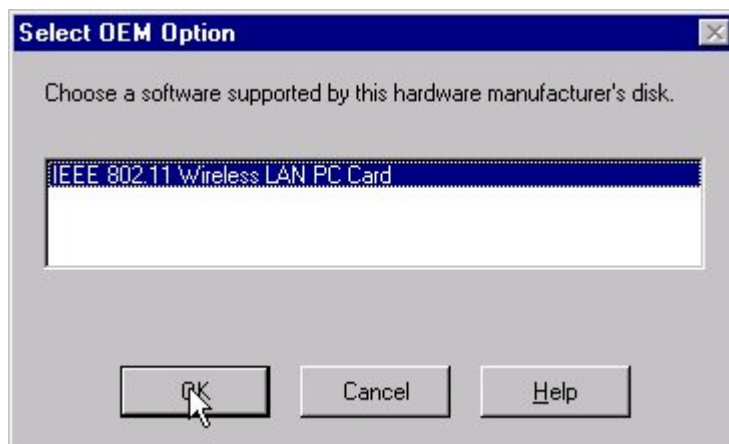 Select OEM Option
Choose a software supported by this hardware manufacturer's disk.
IEEE 802.11 Wireless LAN PC Card
OK Cancel Help